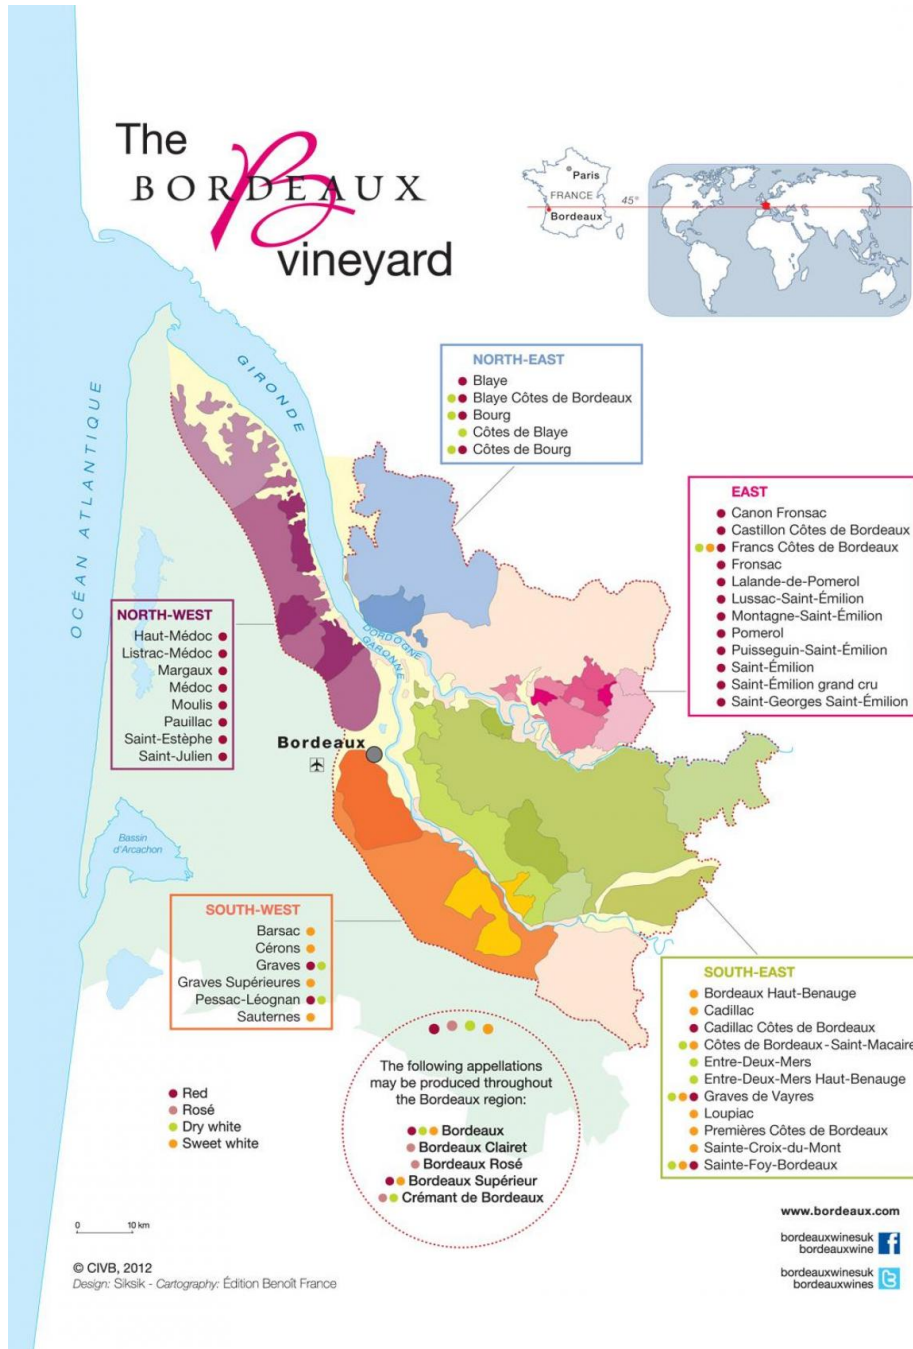 The
BORDEAUX
vineyard
Paris
FRANCE
Bordeaux
45°
OCÉAN ATLANTIQUE
GIRONDE
NORTH-EAST
Blaye
Blaye Côtes de Bordeaux
Bourg
Côtes de Blaye
Côtes de Bourg
EAST
Canon Fronsac
Castillon Côtes de Bordeaux
Francs Côtes de Bordeaux
Fronsac
Lalande-de-Pomerol
Lussac-Saint-Émilion
Montagne-Saint-Émilion
Pomerol
Puisseguin-Saint-Émilion
Saint-Émilion
Saint-Émilion grand cru
Saint-Georges Saint-Émilion
NORTH-WEST
Haut-Médoc
Listrac-Médoc
Margaux
Médoc
Moulis
Pauillac
Saint-Estèphe
Saint-Julien
DORDOGNE
GARONNE
Bordeaux
Bassin
d'Arcachon
SOUTH-WEST
Barsac
Cérons
Graves
Graves Supérieures
Pessac-Léognan
Sauternes
SOUTH-EAST
Bordeaux Haut-Benauge
Cadillac
Cadillac Côtes de Bordeaux
Côtes de Bordeaux-Saint-Macaire
Entre-Deux-Mers
Entre-Deux-Mers Haut-Benauge
Graves de Vayres
Loupiac
Premières Côtes de Bordeaux
Sainte-Croix-du-Mont
Sainte-Foy-Bordeaux
The following appellations
may be produced throughout
the Bordeaux region:
Bordeaux
Bordeaux Clairet
Bordeaux Rosé
Bordeaux Supérieur
Crémant de Bordeaux
Red
Rosé
Dry white
Sweet white
0 10 km
© CIVB, 2012
Design: Siksik - Cartography: Édition Benoît France
www.bordeaux.com
bordeauxwinesuk
bordeauxwine
bordeauxwinesuk
bordeauxwines